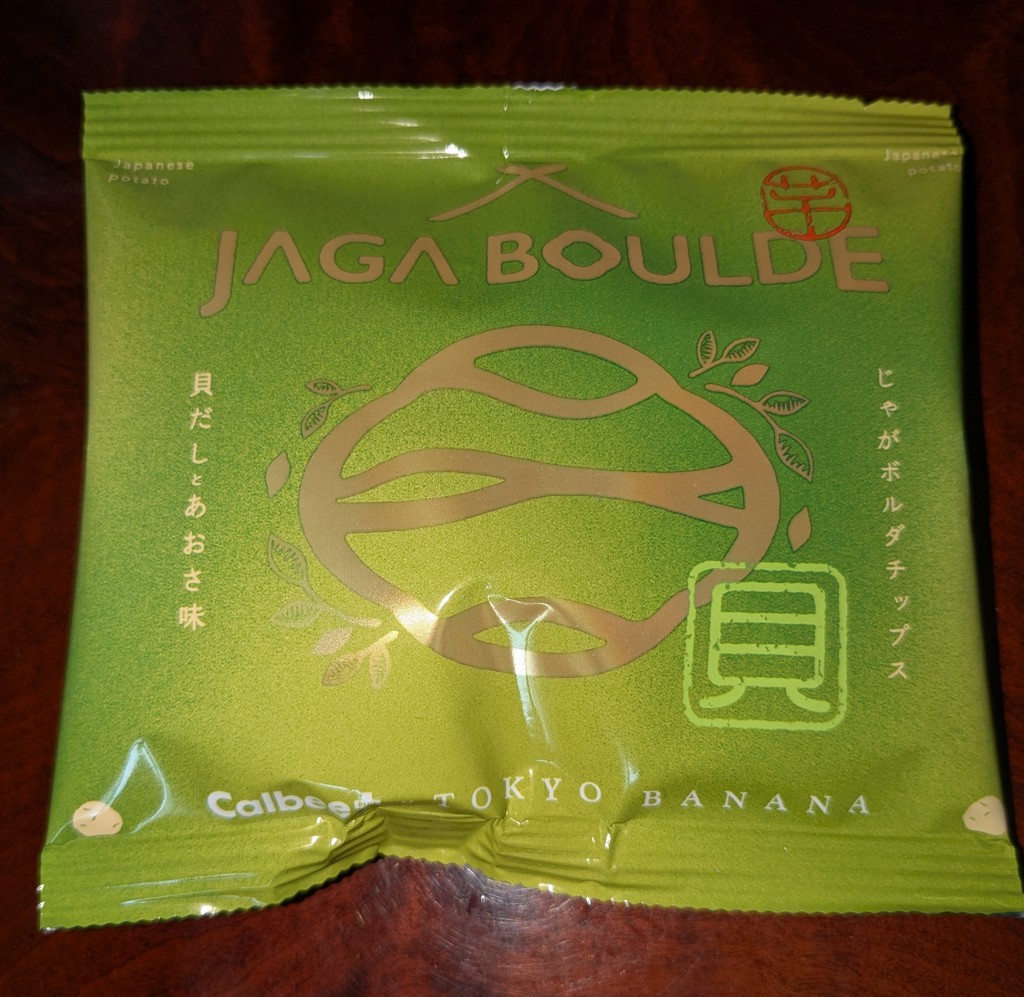 Japanese
potato
Japanese
potato
JAGA BOULDE
貝だしとあおさ味
じゃがボルダチップス
貝
Calbee+ × TOKYO BANANA